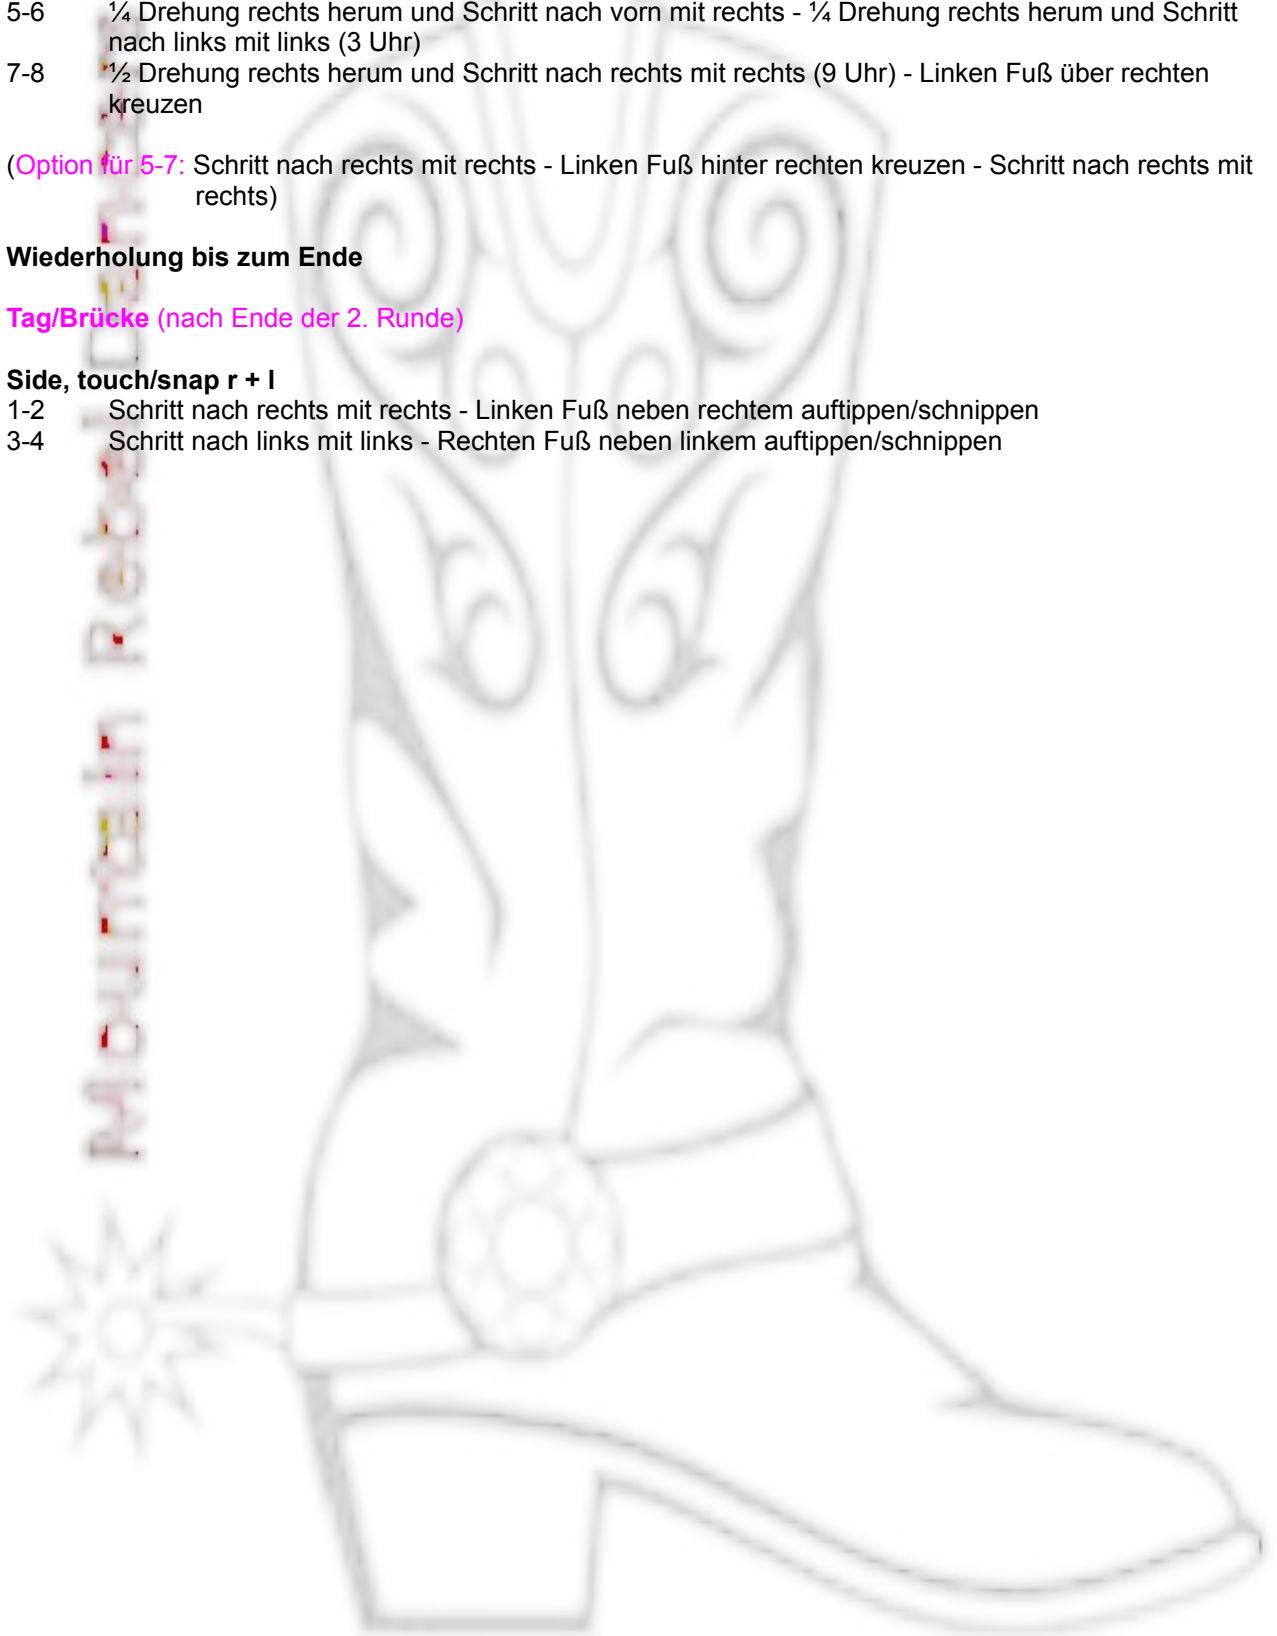 5-6 ¼ Drehung rechts herum und Schritt nach vorn mit rechts - ¼ Drehung rechts herum und Schritt
nach links mit links (3 Uhr)
7-8 ½ Drehung rechts herum und Schritt nach rechts mit rechts (9 Uhr) - Linken Fuß über rechten
kreuzen
(Option für 5-7: Schritt nach rechts mit rechts - Linken Fuß hinter rechten kreuzen - Schritt nach rechts mit
rechts)
Wiederholung bis zum Ende
Tag/Brücke (nach Ende der 2. Runde)
Side, touch/snap r + l
1-2 Schritt nach rechts mit rechts - Linken Fuß neben rechtem auftippen/schnippen
3-4 Schritt nach links mit links - Rechten Fuß neben linkem auftippen/schnippen
Mountain Rebel